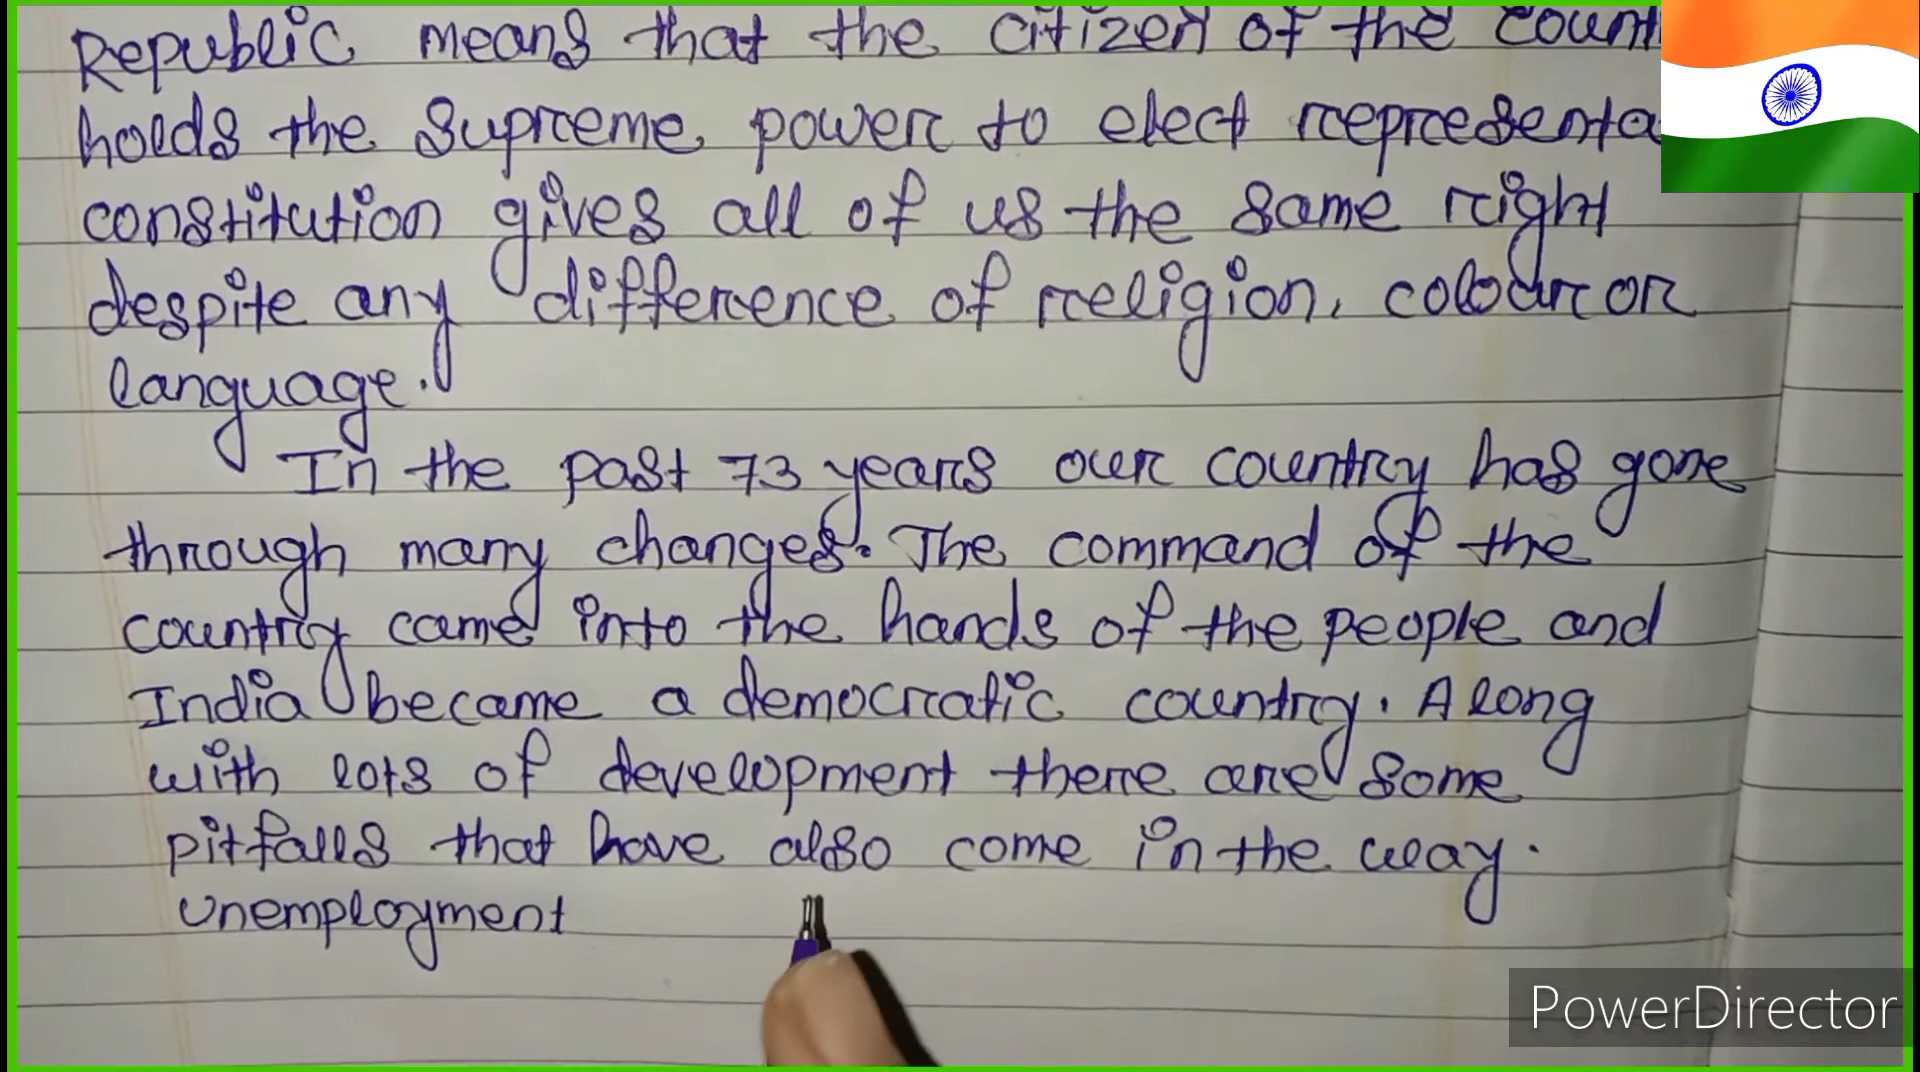 Republic means that the citizen of the count
holds the supreme power to elect representa
constitution gives all of us the same right
despite any difference of religion, colour or
language.
In the past 73 years our country has gone
through many changes. The command of the
country came into the hands of the people and
India became a democratic country. Along
with lots of development there are some
pitfalls that have also come in the way.
Unemployment
PowerDirector